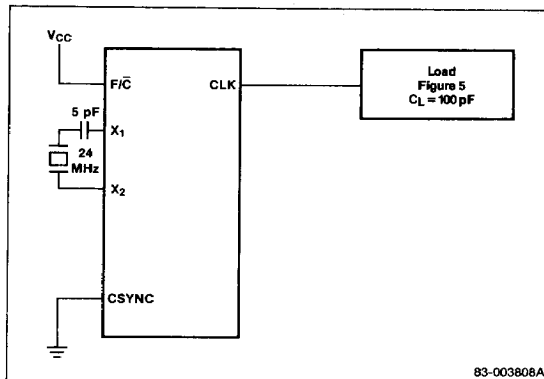 VCC
F/C̅
CLK
Load
Figure 5
CL = 100 pF
5 pF
X1
24
MHz
X2
CSYNC
83-003808A